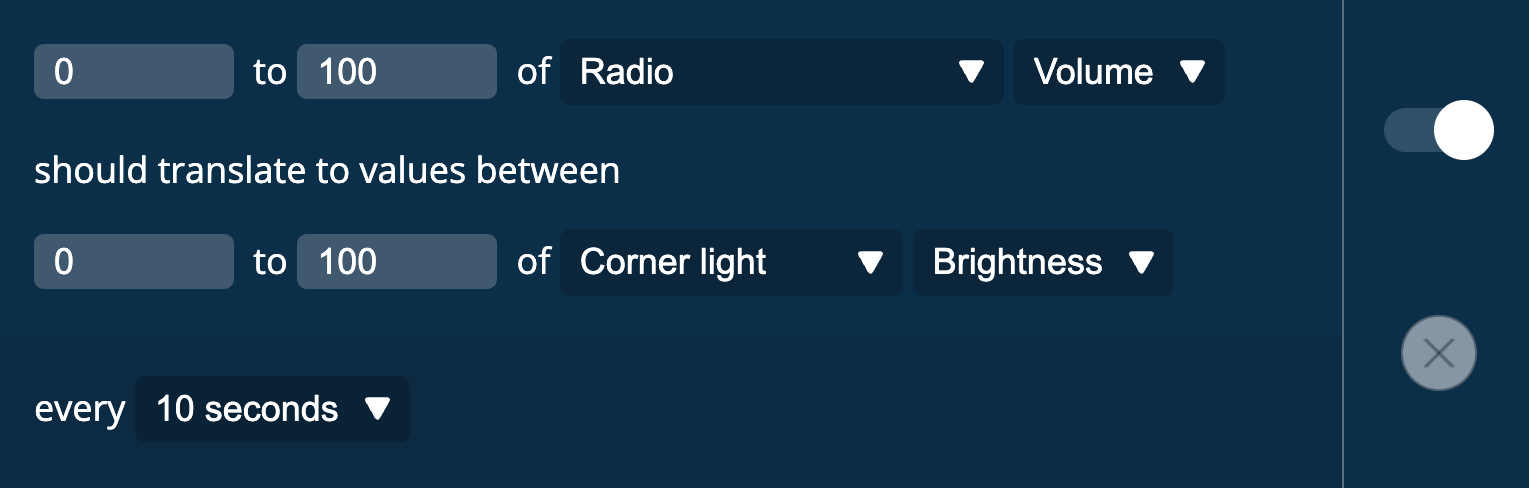 0 to 100 of Radio Volume
should translate to values between
0 to 100 of Corner light Brightness
every 10 seconds